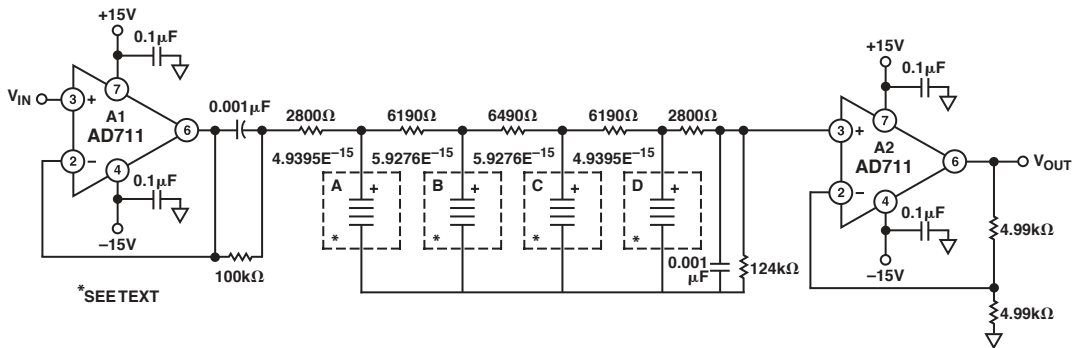 +15V
0.1µF
7
V_IN
3
+
A1
AD711
6
2
−
4
0.1µF
−15V
0.001µF
100kΩ
*SEE TEXT
2800Ω
6190Ω
6490Ω
6190Ω
2800Ω
4.9395E⁻¹⁵
5.9276E⁻¹⁵
5.9276E⁻¹⁵
4.9395E⁻¹⁵
A
+
*
B
+
*
C
+
*
D
+
*
0.001
µF
124kΩ
+15V
0.1µF
7
3
+
A2
AD711
6
2
−
4
0.1µF
−15V
V_OUT
4.99kΩ
4.99kΩ